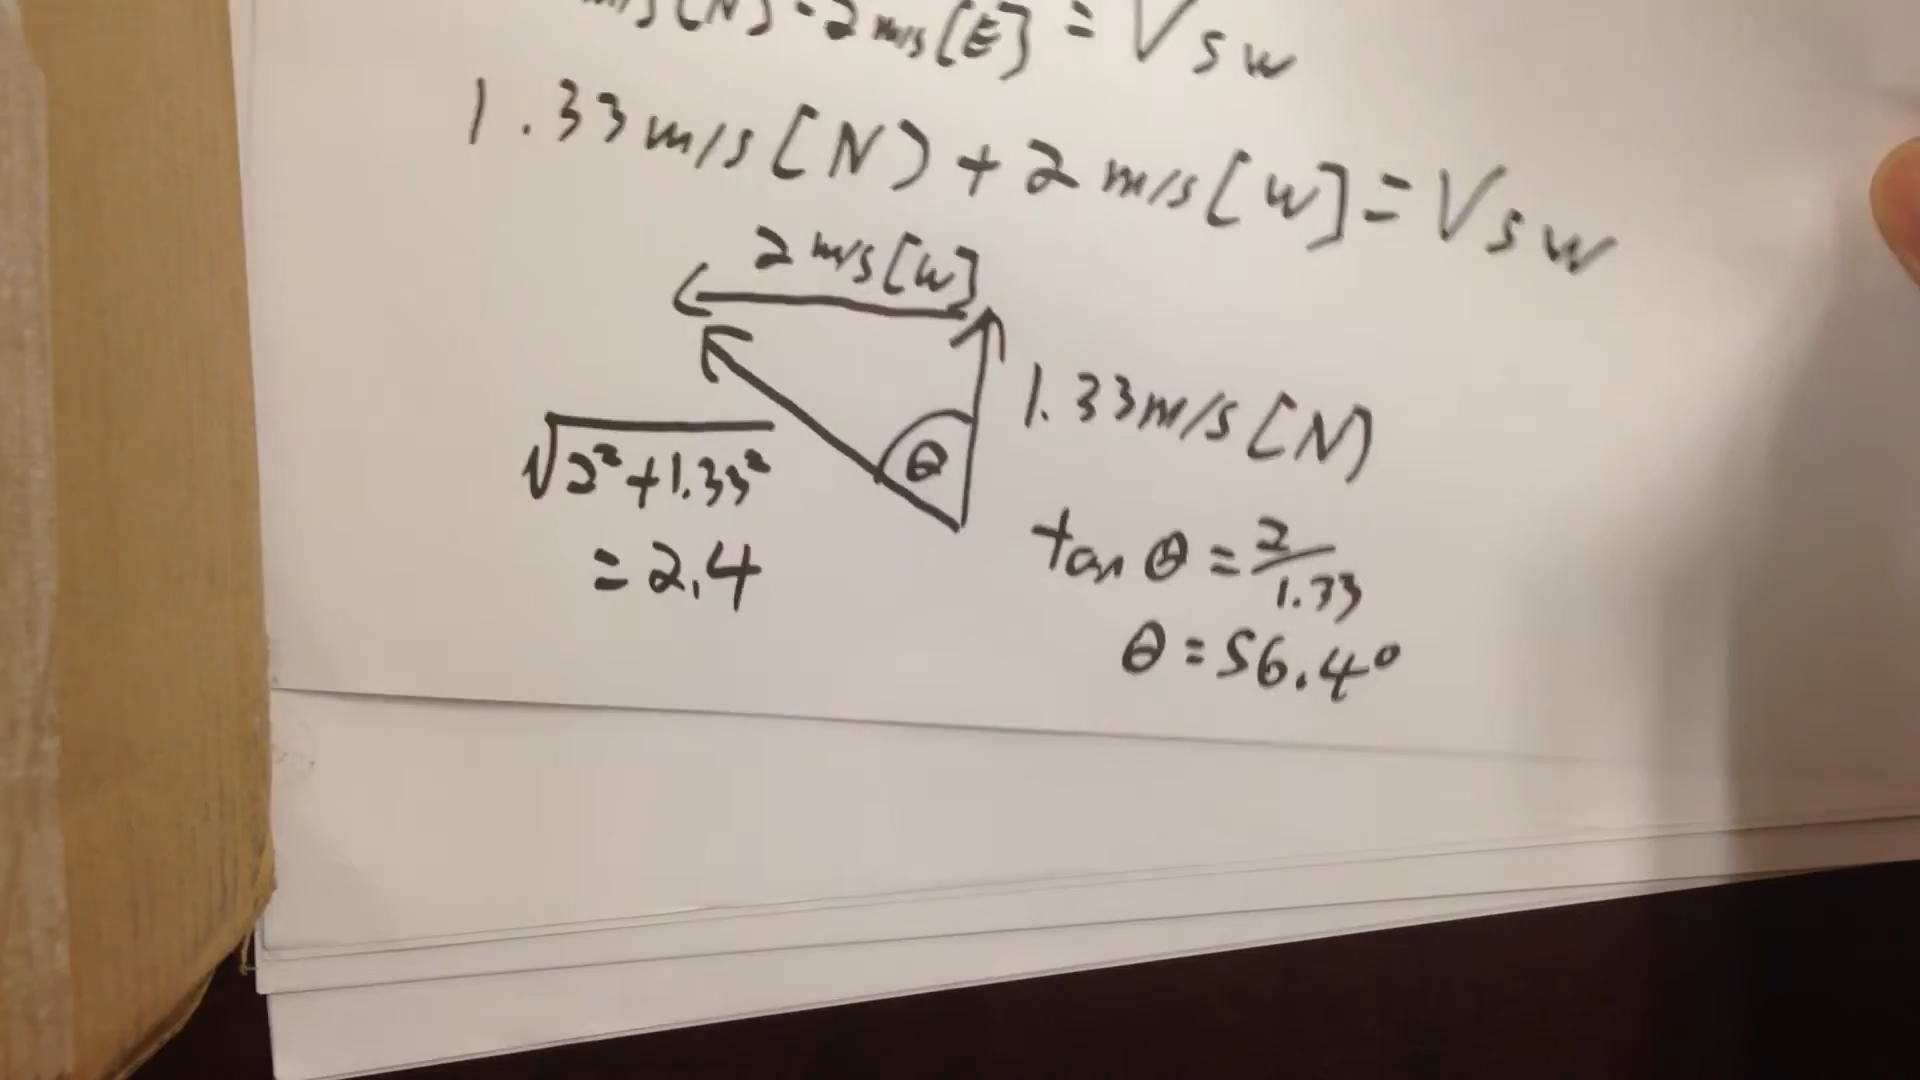 [N] - 2 m/s [E] = Vsw
1.33 m/s [N] + 2 m/s [W] = Vsw
2 m/s [W]
1.33 m/s [N]
θ
√2²+1.33²
= 2.4
tan θ = 2/1.33
θ = 56.4°